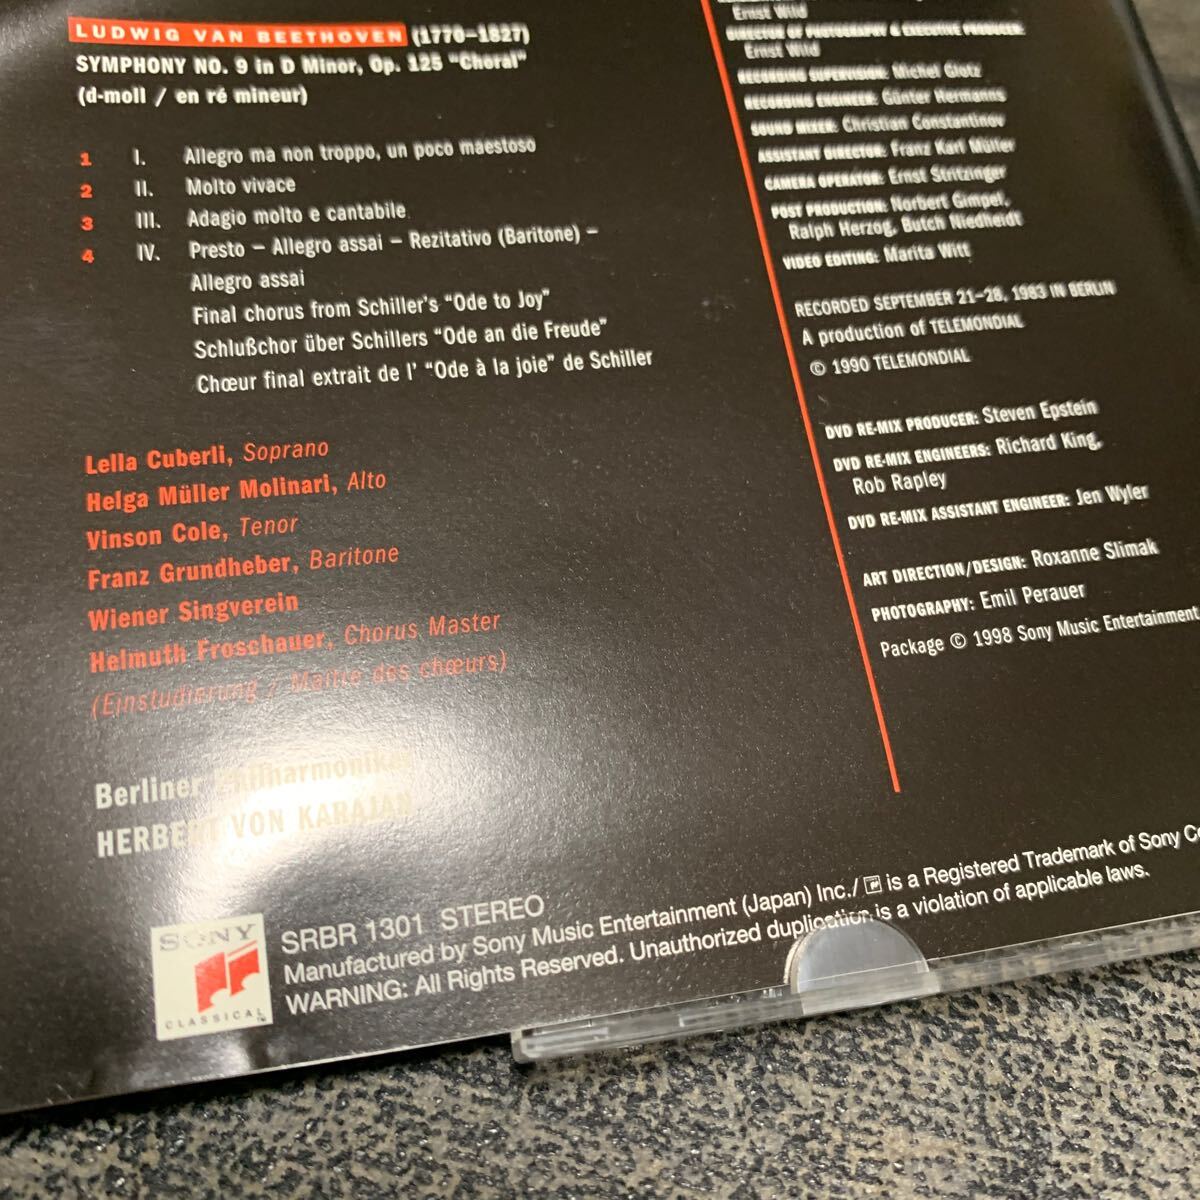 LUDWIG VAN BEETHOVEN (1770–1827)
SYMPHONY NO. 9 in D Minor, Op. 125 "Choral"
(d-moll / en ré mineur)
1 I. Allegro ma non troppo, un poco maestoso
2 II. Molto vivace
3 III. Adagio molto e cantabile
4 IV. Presto – Allegro assai – Rezitativo (Baritone) –
Allegro assai
Final chorus from Schiller's "Ode to Joy"
Schlußchor über Schillers "Ode an die Freude"
Chœur final extrait de l' "Ode à la joie" de Schiller
Lella Cuberli, Soprano
Helga Müller Molinari, Alto
Vinson Cole, Tenor
Franz Grundheber, Baritone
Wiener Singverein
Helmuth Froschauer, Chorus Master
(Einstudierung / Maître des chœurs)
Berliner Philharmoniker
HERBERT VON KARAJAN
Ernst Wild
DIRECTOR OF PHOTOGRAPHY & EXECUTIVE PRODUCER:
Ernst Wild
RECORDING SUPERVISION: Michel Glotz
RECORDING ENGINEER: Günter Hermanns
SOUND MIXER: Christian Constantinov
ASSISTANT DIRECTOR: Franz Karl Müller
CAMERA OPERATOR: Ernst Stritzinger
POST PRODUCTION: Norbert Gimpel,
Ralph Herzog, Butch Niedheidt
VIDEO EDITING: Marita Witt
RECORDED SEPTEMBER 21–28, 1983 IN BERLIN
A production of TELEMONDIAL
© 1990 TELEMONDIAL
DVD RE-MIX PRODUCER: Steven Epstein
DVD RE-MIX ENGINEERS: Richard King,
Rob Rapley
DVD RE-MIX ASSISTANT ENGINEER: Jen Wyler
ART DIRECTION/DESIGN: Roxanne Slimak
PHOTOGRAPHY: Emil Perauer
Package © 1998 Sony Music Entertainment
SONY
CLASSICAL
SRBR 1301 STEREO
Manufactured by Sony Music Entertainment (Japan) Inc./ is a Registered Trademark of Sony
WARNING: All Rights Reserved. Unauthorized duplication is a violation of applicable laws.